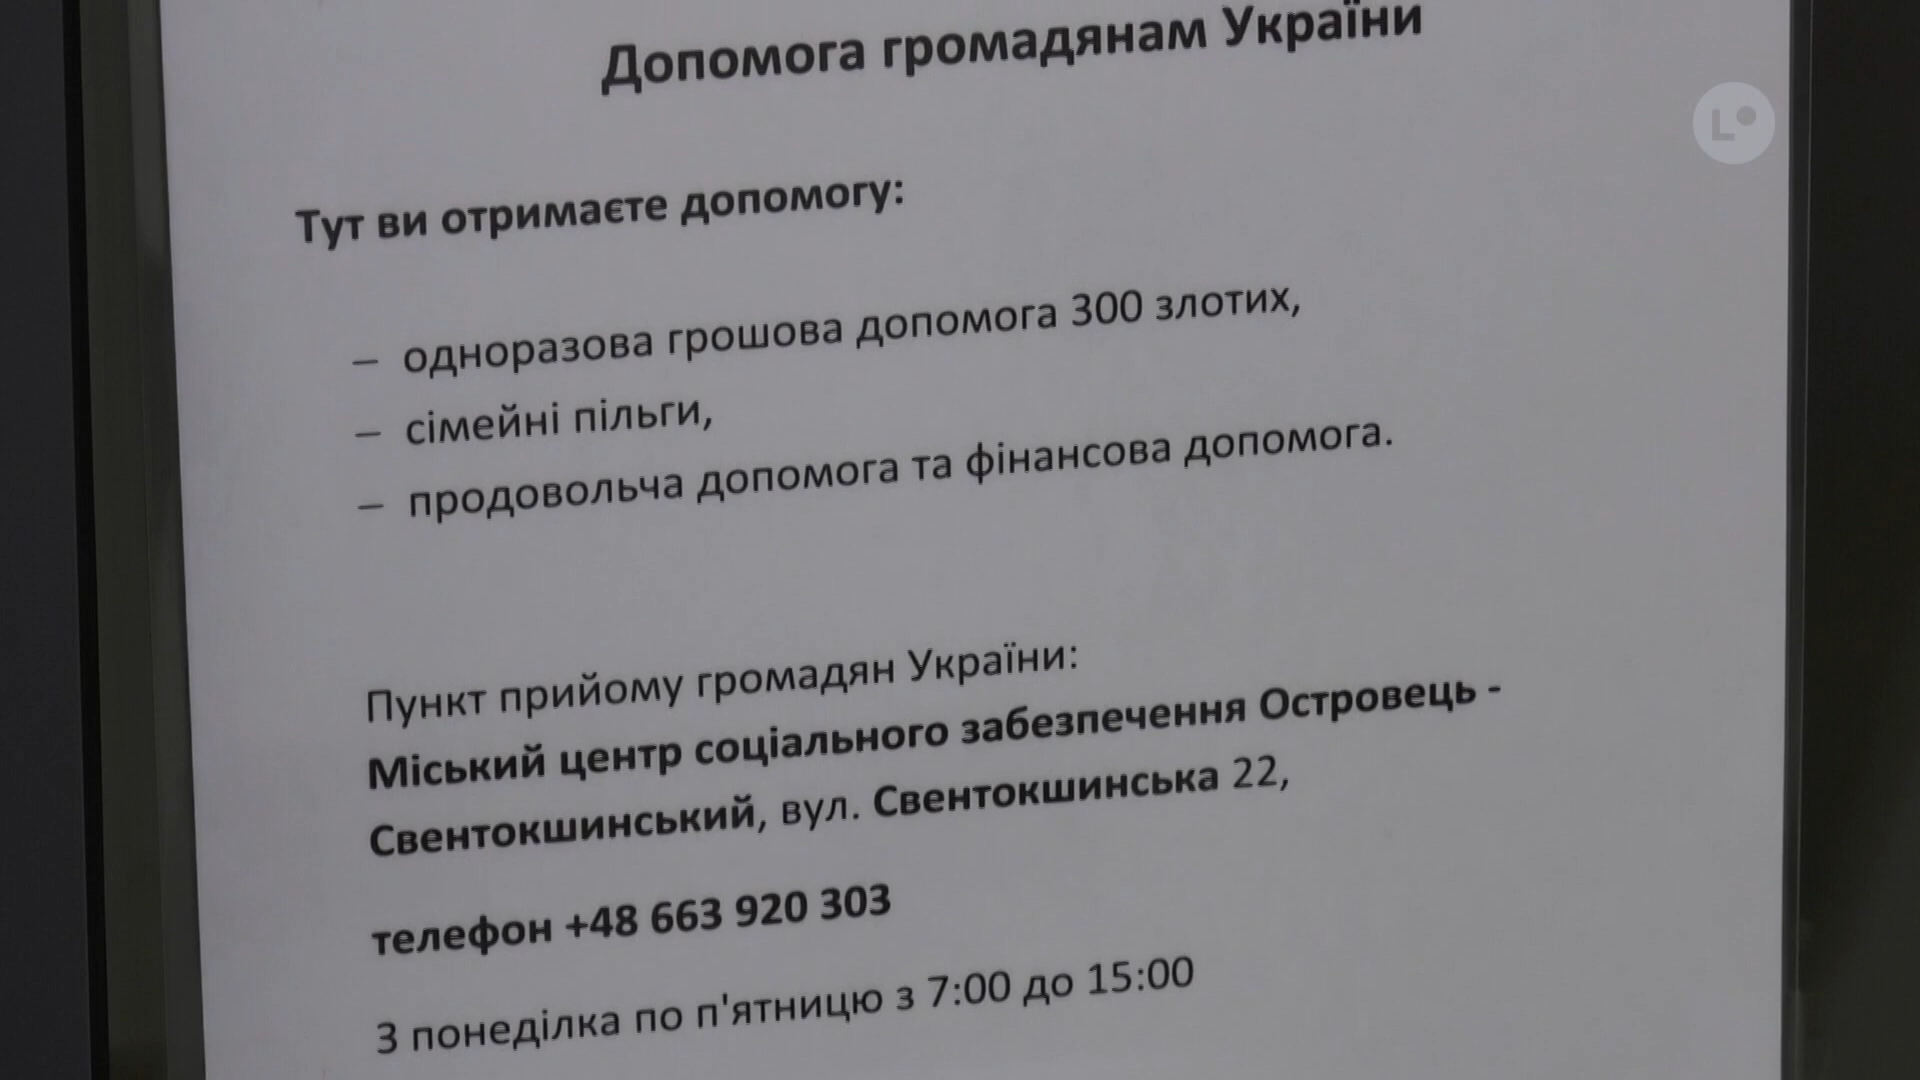 Допомога громадянам України
Тут ви отримаєте допомогу:
– одноразова грошова допомога 300 злотих,
– сімейні пільги,
– продовольча допомога та фінансова допомога.
Пункт прийому громадян України:
Міський центр соціального забезпечення Островець -
Свентокшинський, вул. Свентокшинська 22,
телефон +48 663 920 303
З понеділка по п'ятницю з 7:00 до 15:00
L